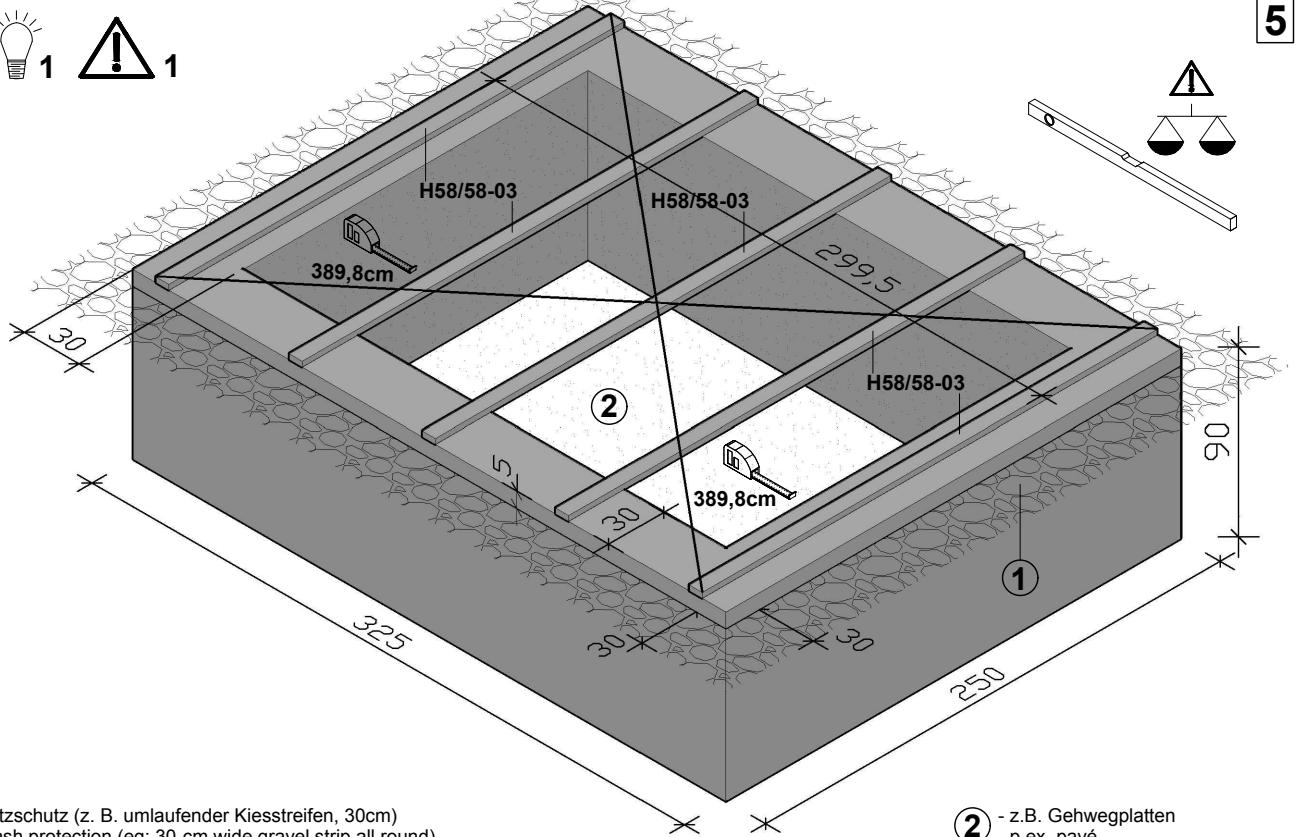 5
1
1
H58/58-03
H58/58-03
389,8cm
299,5
30
H58/58-03
2
90
5
389,8cm
30
1
325
30
30
250
tzschutz (z. B. umlaufender Kiesstreifen, 30cm)
sh protection (eg: 30-cm wide gravel strip all round)
2 - z.B. Gehwegplatten
- p.ex. pavé